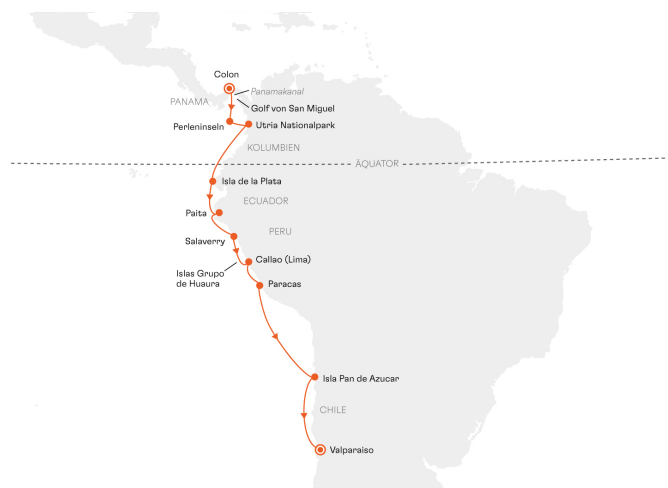 Colon
Panamakanal
PANAMA
Golf von San Miguel
Perleninseln
Utria Nationalpark
KOLUMBIEN
ÄQUATOR
Isla de la Plata
ECUADOR
Paita
PERU
Salaverry
Callao (Lima)
Islas Grupo
de Huaura
Paracas
Isla Pan de Azucar
CHILE
Valparaiso